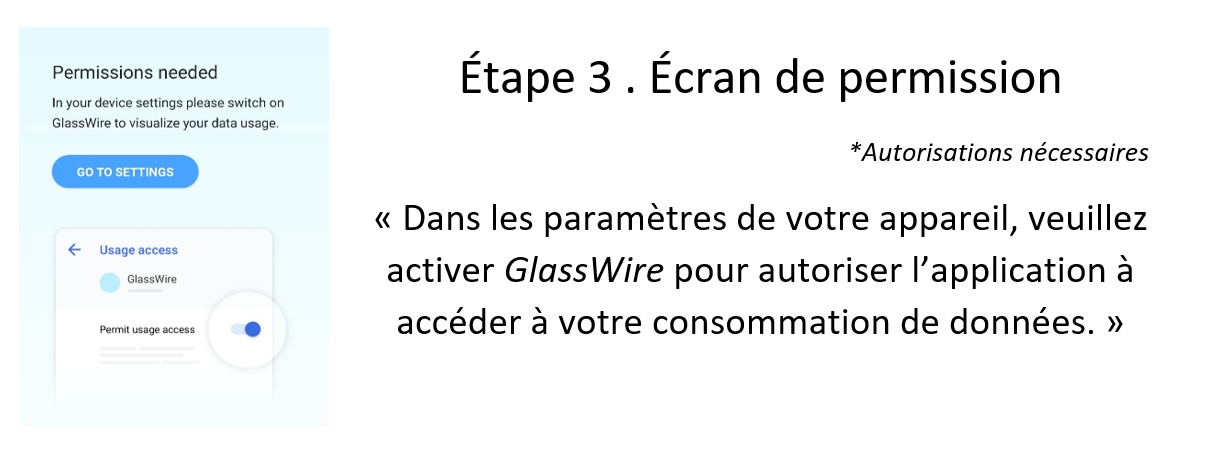 Permissions needed
In your device settings please switch on
GlassWire to visualize your data usage.
GO TO SETTINGS
Usage access
GlassWire
Permit usage access
Étape 3 . Écran de permission
*Autorisations nécessaires
« Dans les paramètres de votre appareil, veuillez
activer GlassWire pour autoriser l’application à
accéder à votre consommation de données. »